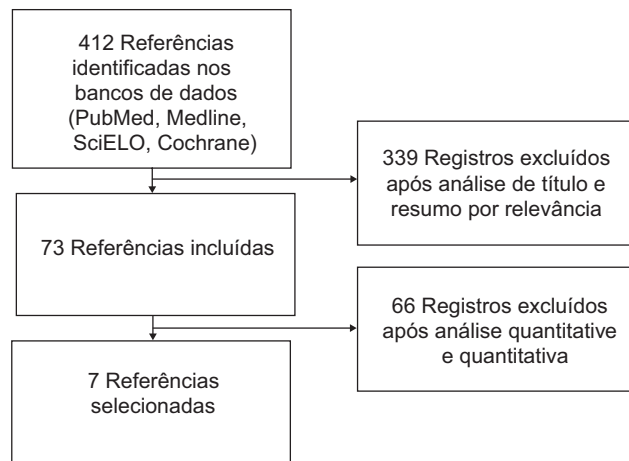 412 Referências
identificadas nos
bancos de dados
(PubMed, Medline,
SciELO, Cochrane)
339 Registros excluídos
após análise de título e
resumo por relevância
73 Referências incluídas
66 Registros excluídos
após análise quantitative
e quantitativa
7 Referências
selecionadas